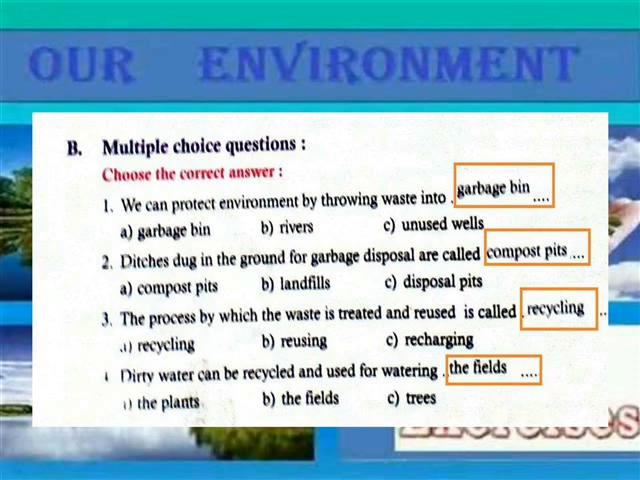 OUR ENVIRONMENT
B. Multiple choice questions :
Choose the correct answer :
1. We can protect environment by throwing waste into . garbage bin ....
a) garbage bin b) rivers c) unused wells
2. Ditches dug in the ground for garbage disposal are called compost pits ...
a) compost pits b) landfills c) disposal pits
3. The process by which the waste is treated and reused is called . recycling ..
a) recycling b) reusing c) recharging
Dirty water can be recycled and used for watering . the fields ....
) the plants b) the fields c) trees
Exercises